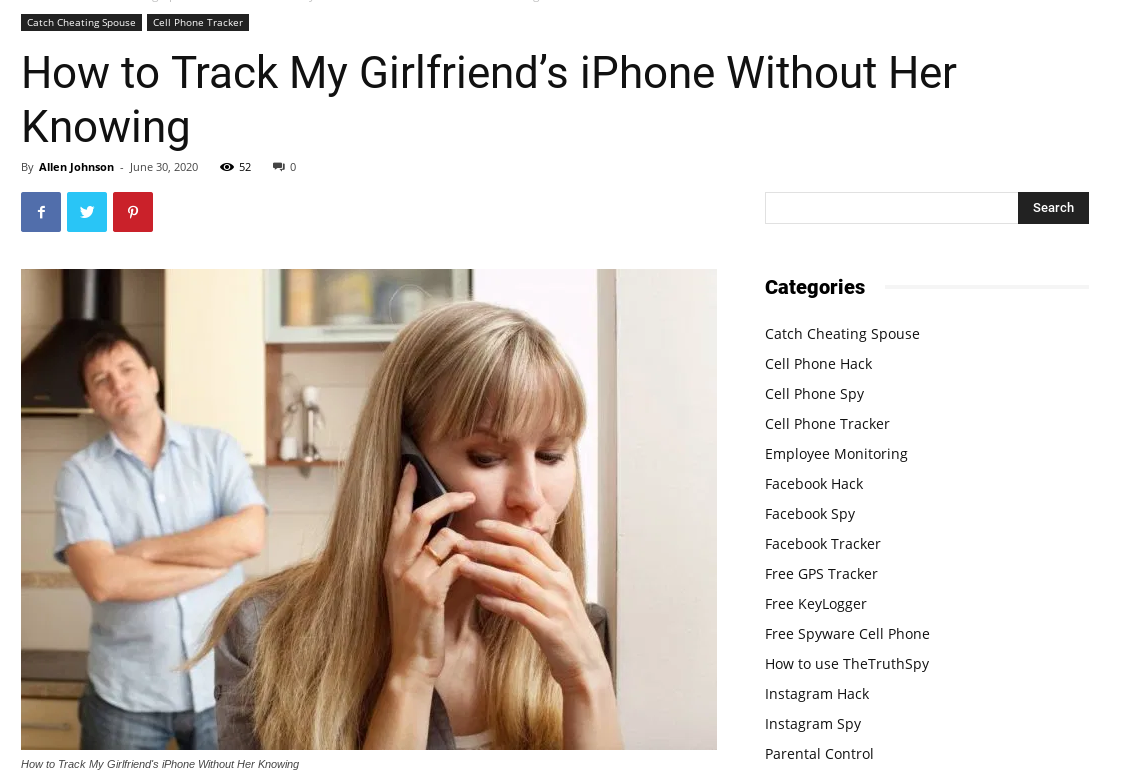 Catch Cheating Spouse Cell Phone Tracker
How to Track My Girlfriend’s iPhone Without Her
Knowing
By Allen Johnson - June 30, 2020 52 0
Search
Categories
Catch Cheating Spouse
Cell Phone Hack
Cell Phone Spy
Cell Phone Tracker
Employee Monitoring
Facebook Hack
Facebook Spy
Facebook Tracker
Free GPS Tracker
Free KeyLogger
Free Spyware Cell Phone
How to use TheTruthSpy
Instagram Hack
Instagram Spy
Parental Control
How to Track My Girlfriend's iPhone Without Her Knowing